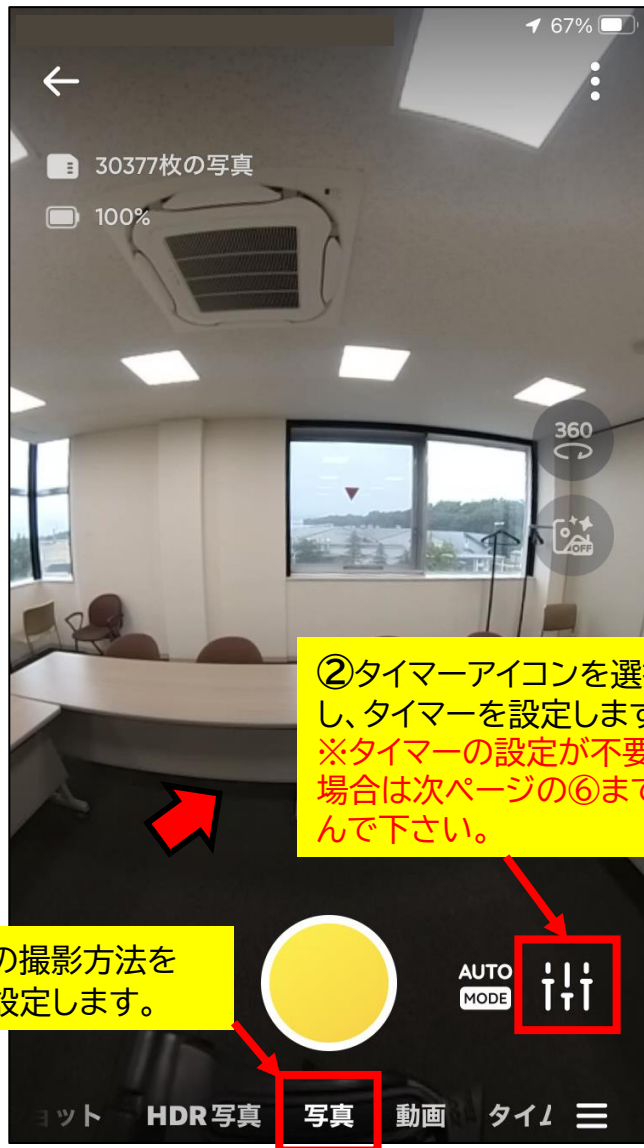 67%
30377枚の写真
100%
360
OFF
②タイマーアイコンを選
し、タイマーを設定します
※タイマーの設定が不要
場合は次ページの⑥まで
んで下さい。
の撮影方法を
設定します。
AUTO
MODE
ョット HDR写真 写真 動画 タイム